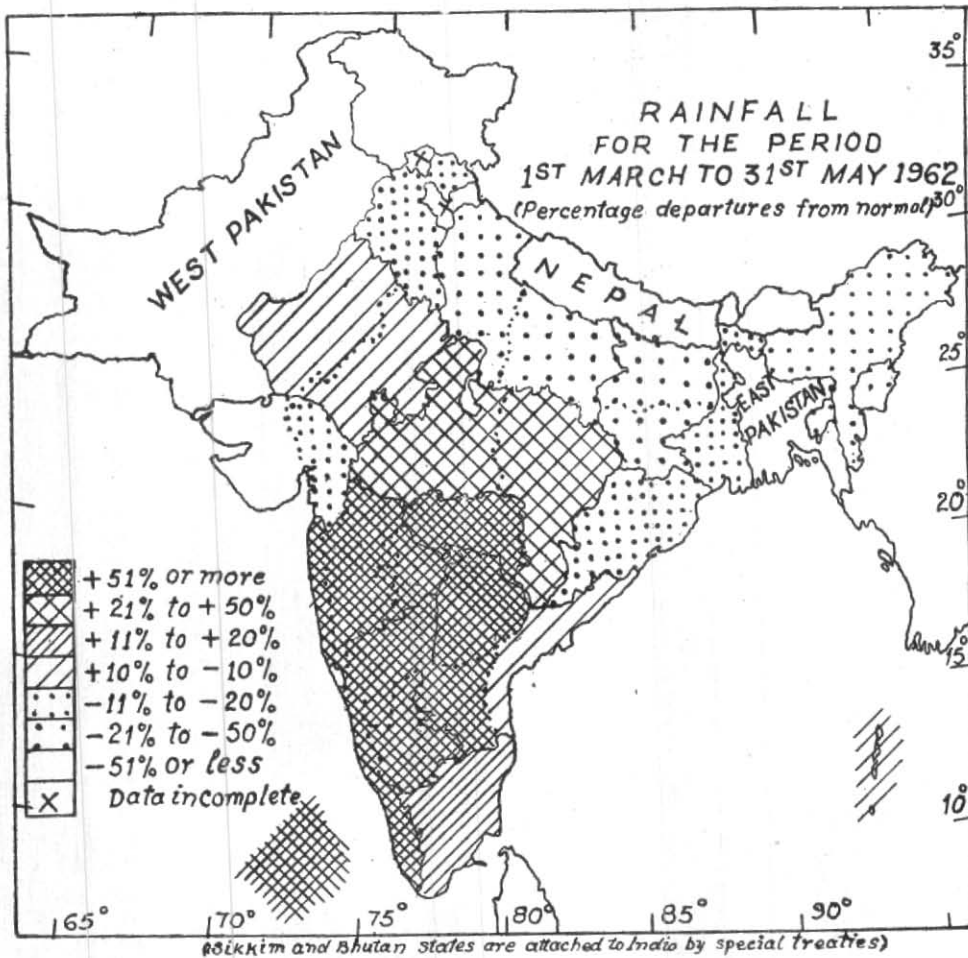 RAINFALL
FOR THE PERIOD
1ST MARCH TO 31ST MAY 1962
(Percentage departures from normal)
35°
30°
25°
20°
15°
10°
WEST PAKISTAN
NEPAL
EAST
PAKISTAN
+51% or more
+21% to +50%
+11% to +20%
+10% to -10%
-11% to -20%
-21% to -50%
-51% or less
X Data incomplete
65° 70° 75° 80° 85° 90°
(Sikkim and Bhutan States are attached to India by special treaties)